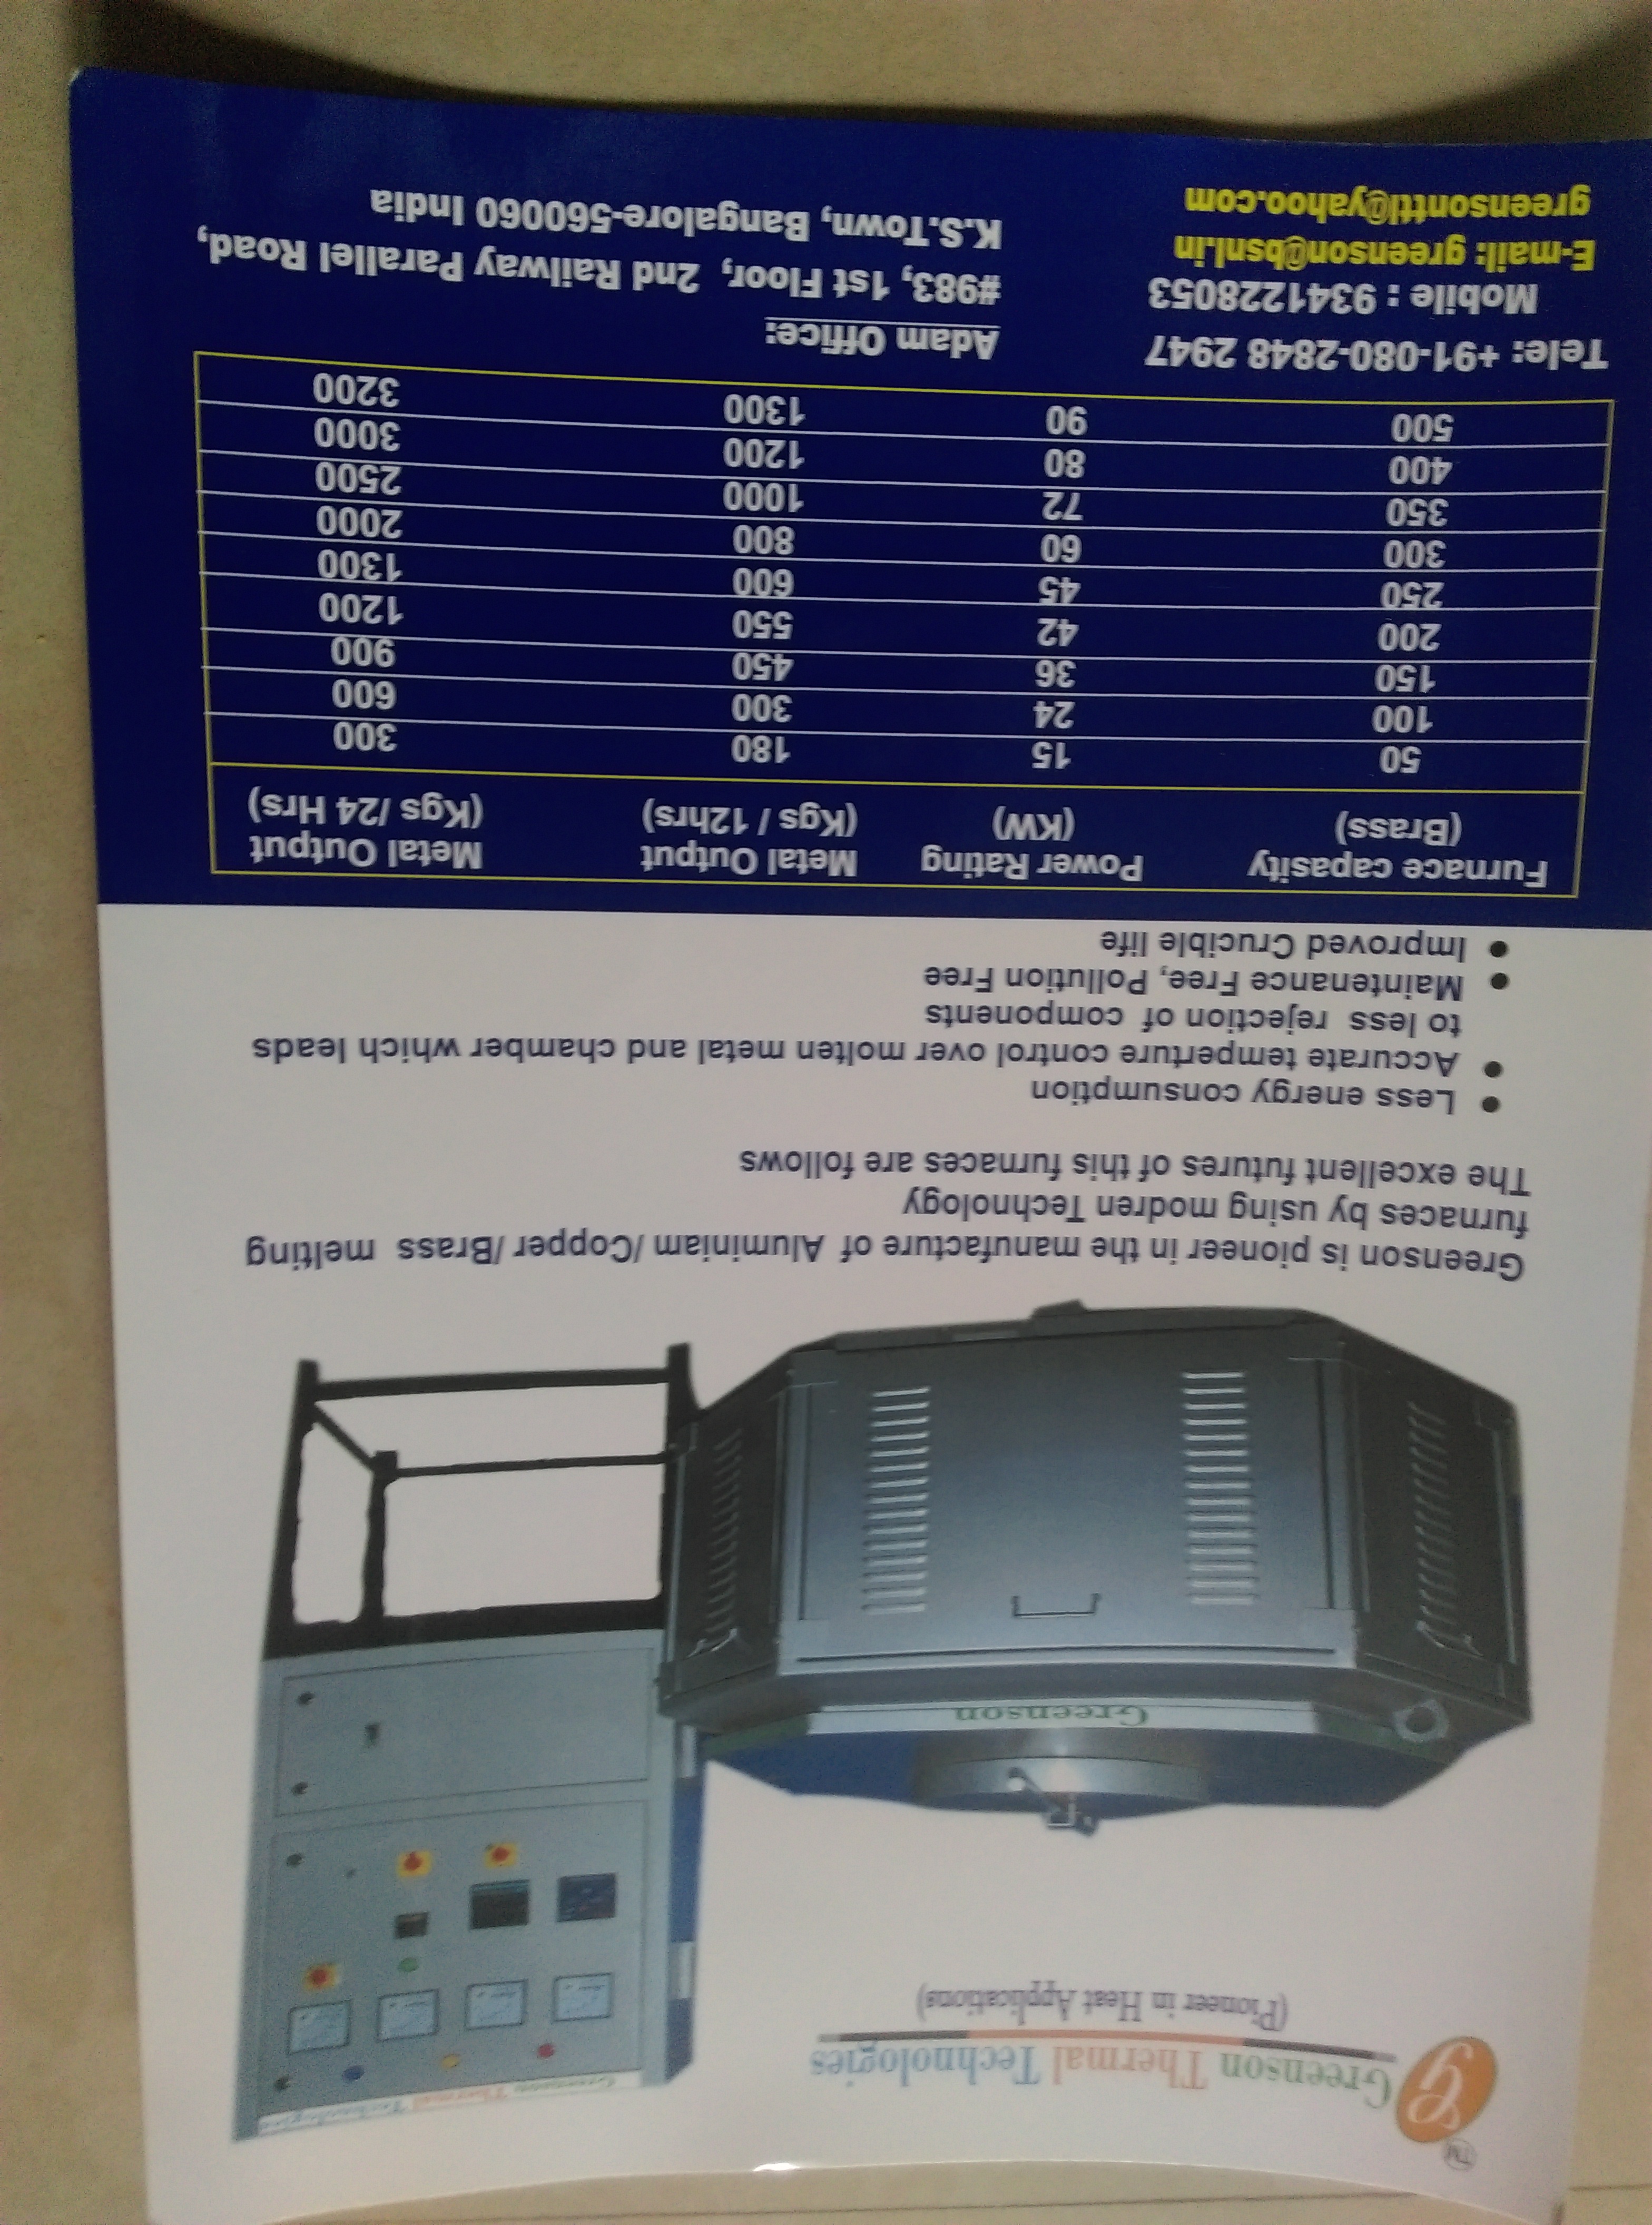 TM
Greenson Thermal Technologies
(Pioneer in Heat Applications)
Greenson Thermal Technologies
Greenson
Greenson is pioneer in the manufacture of Aluminiam /Copper/Brass melting
furnaces by using modren Technology
The excellent futures of this furnaces are follows
• Less energy consumption
• Accurate temperture control over molten metal and chamber which leads
to less rejection of components
• Maintenance Free, Pollution Free
• Improved Crucible life
Furnace capasity Power Rating Metal Output Metal Output
(Brass) (KW) (Kgs / 12hrs) (Kgs /24 Hrs)
50 15 180 300
100 24 300 600
150 36 450 900
200 42 550 1200
250 45 600 1300
300 60 800 2000
350 72 1000 2500
400 80 1200 3000
500 90 1300 3200
Tele: +91-080-2848 2947
Mobile : 9341228053
E-mail: greenson@bsnl.in
greensonttl@yahoo.com
Adam Office:
#983, 1st Floor, 2nd Railway Parallel Road,
K.S.Town, Bangalore-560060 India